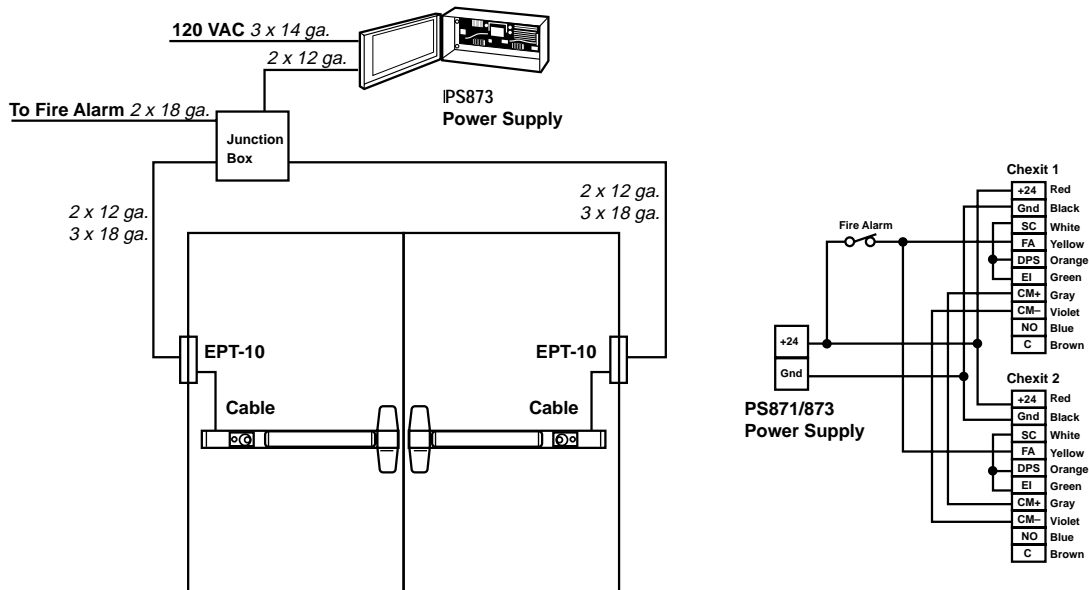 120 VAC 3 x 14 ga.
2 x 12 ga.
To Fire Alarm 2 x 18 ga.
PS873
Power Supply
Junction
Box
2 x 12 ga.
3 x 18 ga.
2 x 12 ga.
3 x 18 ga.
EPT-10
EPT-10
Cable
Cable
Fire Alarm
+24
Gnd
PS871/873
Power Supply
Chexit 1
+24 Red
Gnd Black
SC White
FA Yellow
DPS Orange
EI Green
CM+ Gray
CM– Violet
NO Blue
C Brown
Chexit 2
+24 Red
Gnd Black
SC White
FA Yellow
DPS Orange
EI Green
CM+ Gray
CM– Violet
NO Blue
C Brown